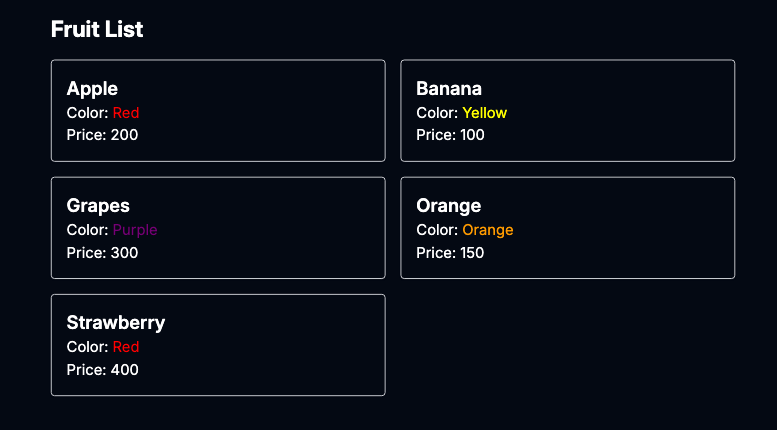 Fruit List
Apple
Color: Red
Price: 200
Banana
Color: Yellow
Price: 100
Grapes
Color: Purple
Price: 300
Orange
Color: Orange
Price: 150
Strawberry
Color: Red
Price: 400